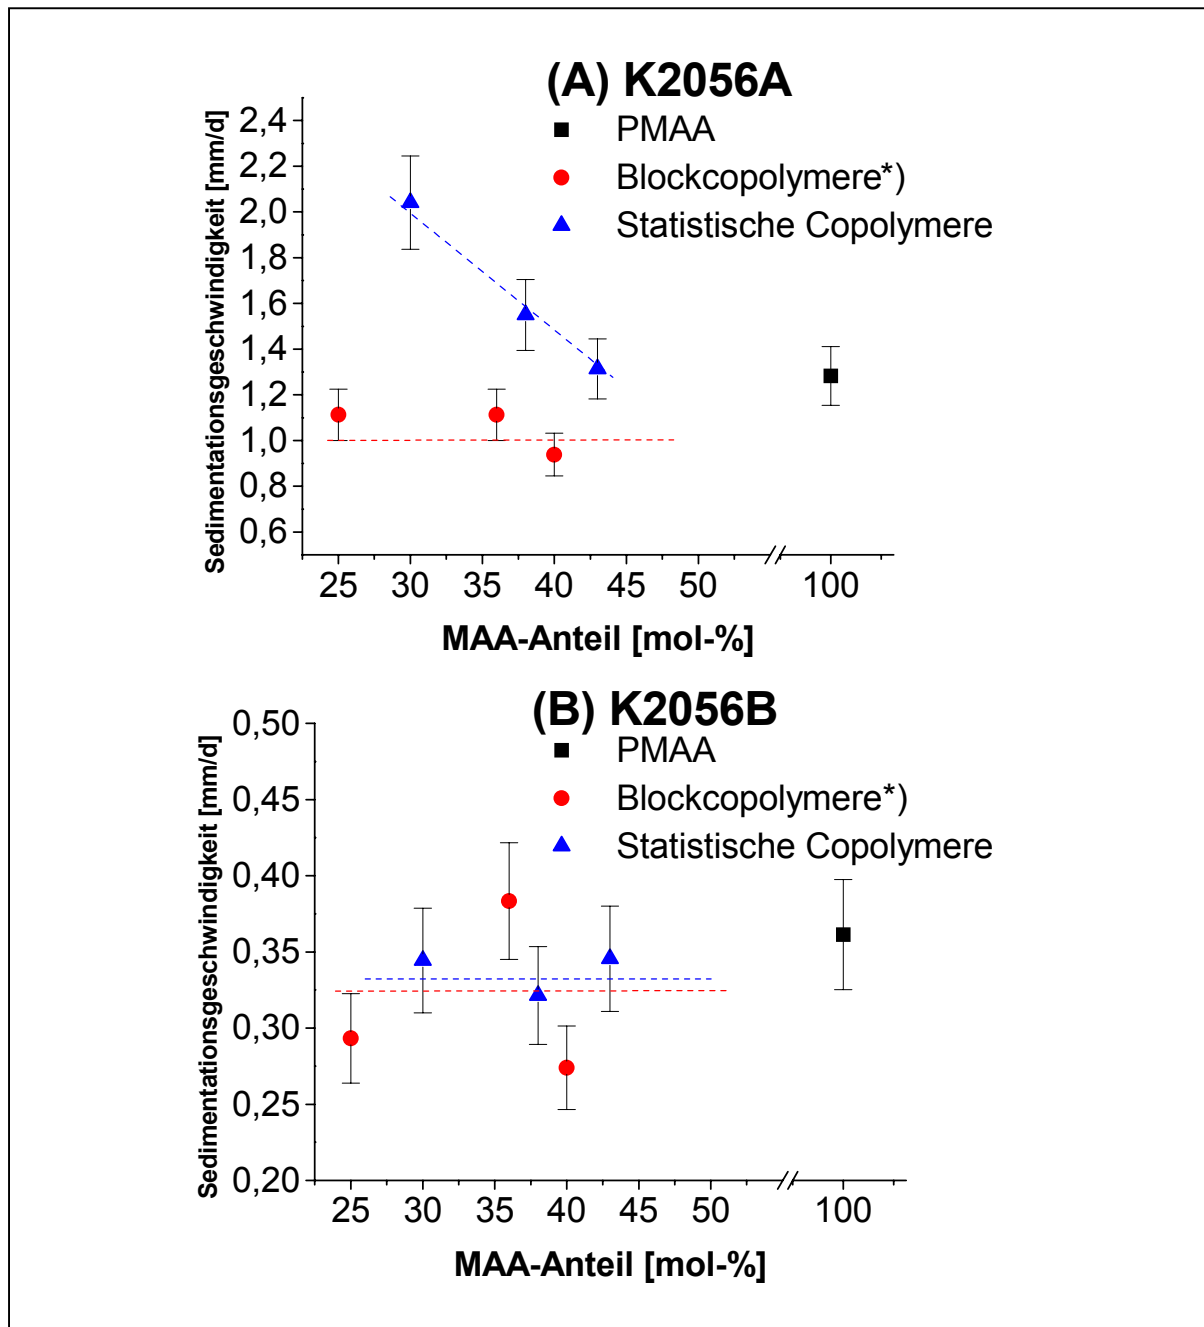 (A) K2056A
PMAA
Blockcopolymere*)
Statistische Copolymere
Sedimentationsgeschwindigkeit [mm/d]
2,4
2,2
2,0
1,8
1,6
1,4
1,2
1,0
0,8
0,6
25 30 35 40 45 50 100
MAA-Anteil [mol-%]
(B) K2056B
PMAA
Blockcopolymere*)
Statistische Copolymere
Sedimentationsgeschwindigkeit [mm/d]
0,50
0,45
0,40
0,35
0,30
0,25
0,20
25 30 35 40 45 50 100
MAA-Anteil [mol-%]